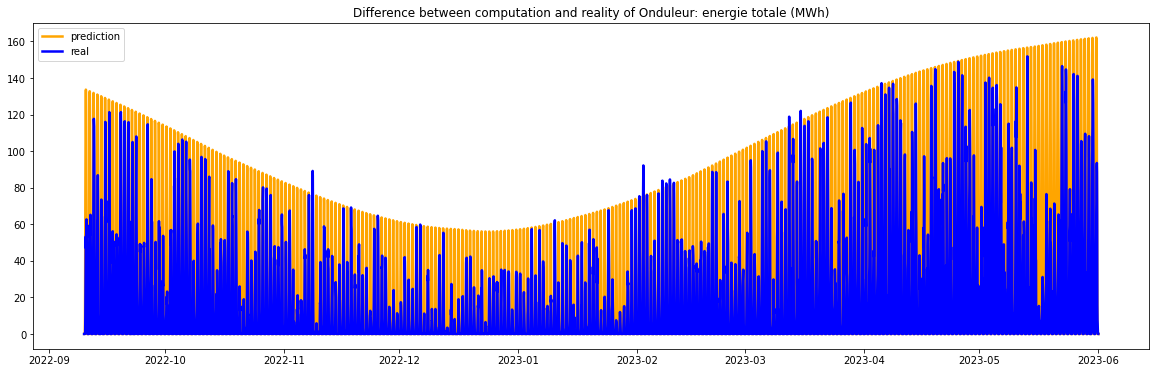 Difference between computation and reality of Onduleur: energie totale (MWh)
prediction
real
160
140
120
100
80
60
40
20
0
2022-09 2022-10 2022-11 2022-12 2023-01 2023-02 2023-03 2023-04 2023-05 2023-06